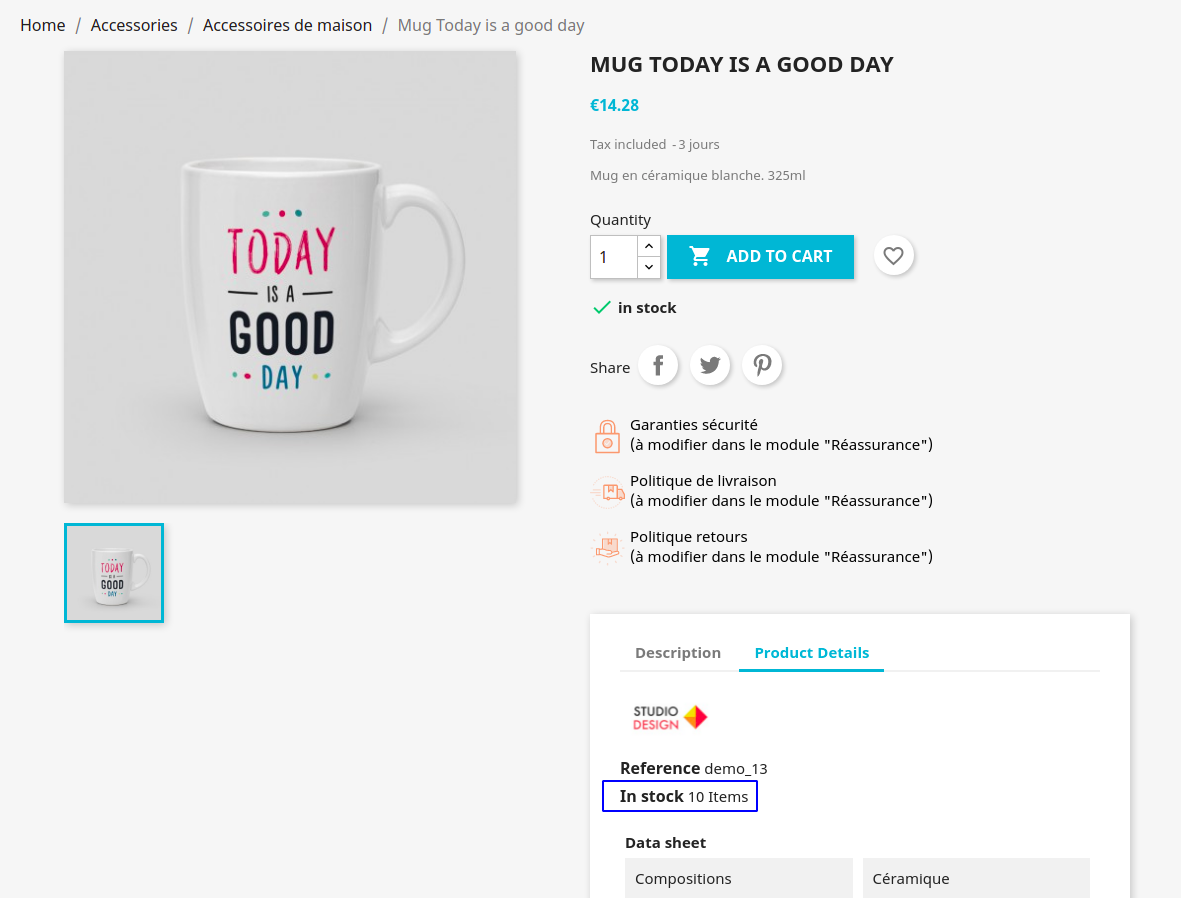 Home / Accessories / Accessoires de maison / Mug Today is a good day
TODAY
IS A
GOOD
DAY
TODAY
IS A
GOOD
DAY
MUG TODAY IS A GOOD DAY
€14.28
Tax included - 3 jours
Mug en céramique blanche. 325ml
Quantity
1 ADD TO CART
in stock
Share
Garanties sécurité
(à modifier dans le module "Réassurance")
Politique de livraison
(à modifier dans le module "Réassurance")
Politique retours
(à modifier dans le module "Réassurance")
Description Product Details
STUDIO
DESIGN
Reference demo_13
In stock 10 Items
Data sheet
Compositions Céramique